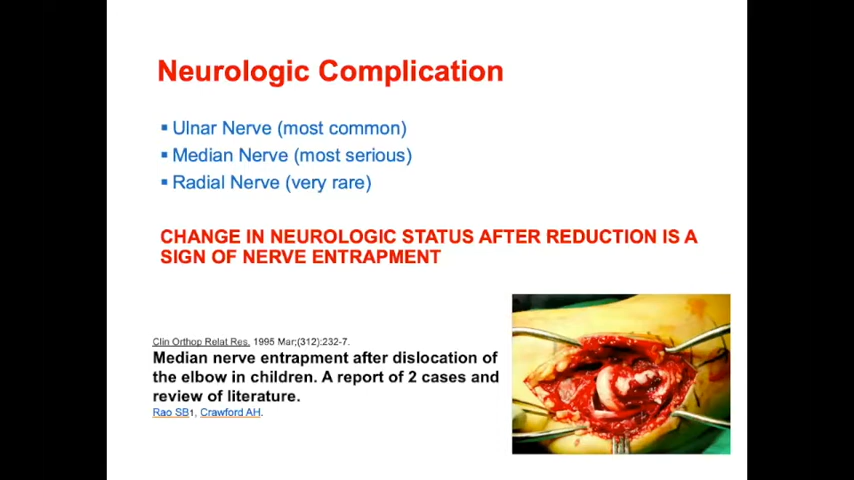 Neurologic Complication
▪ Ulnar Nerve (most common)
▪ Median Nerve (most serious)
▪ Radial Nerve (very rare)
CHANGE IN NEUROLOGIC STATUS AFTER REDUCTION IS A
SIGN OF NERVE ENTRAPMENT
Clin Orthop Relat Res. 1995 Mar;(312):232-7.
Median nerve entrapment after dislocation of
the elbow in children. A report of 2 cases and
review of literature.
Rao SB1, Crawford AH.